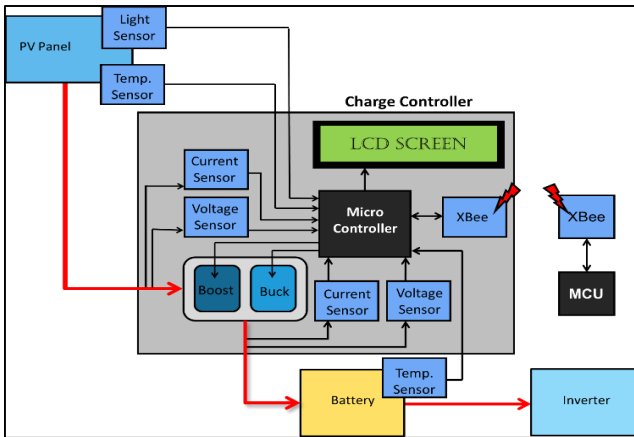 Light
Sensor
PV Panel
Temp.
Sensor
Charge Controller
LCD SCREEN
Current
Sensor
Voltage
Sensor
Micro
Controller
XBee
XBee
Boost
Buck
Current
Sensor
Voltage
Sensor
MCU
Temp.
Sensor
Battery
Inverter